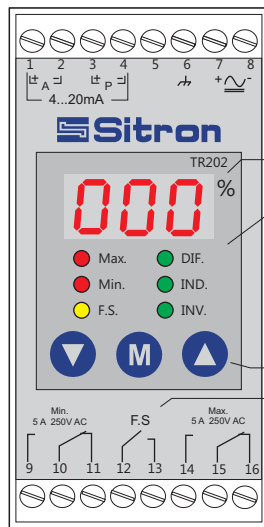 1 2 3 4 5 6 7 8
+ A - + P - + -
4...20mA
Sitron
TR202
000 %
Max. DIF.
Min. IND.
F.S. INV.
M
Min. Max.
5 A 250V AC F.S 5 A 250V AC
9 10 11 12 13 14 15 16